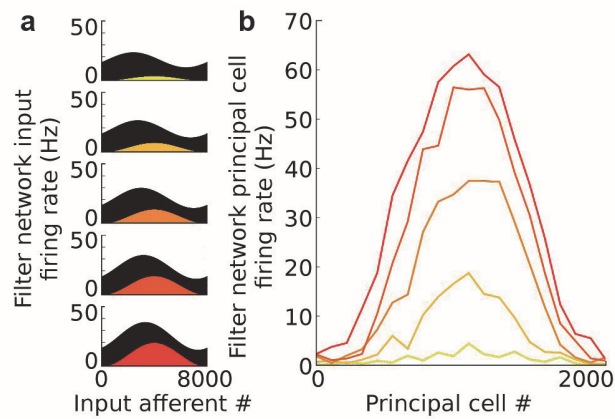 a
b
Filter network input
firing rate (Hz)
50
0
50
0
50
0
50
0
50
0
0
8000
Input afferent #
Filter network principal cell
firing rate (Hz)
70
60
50
40
30
20
10
0
0
2000
Principal cell #